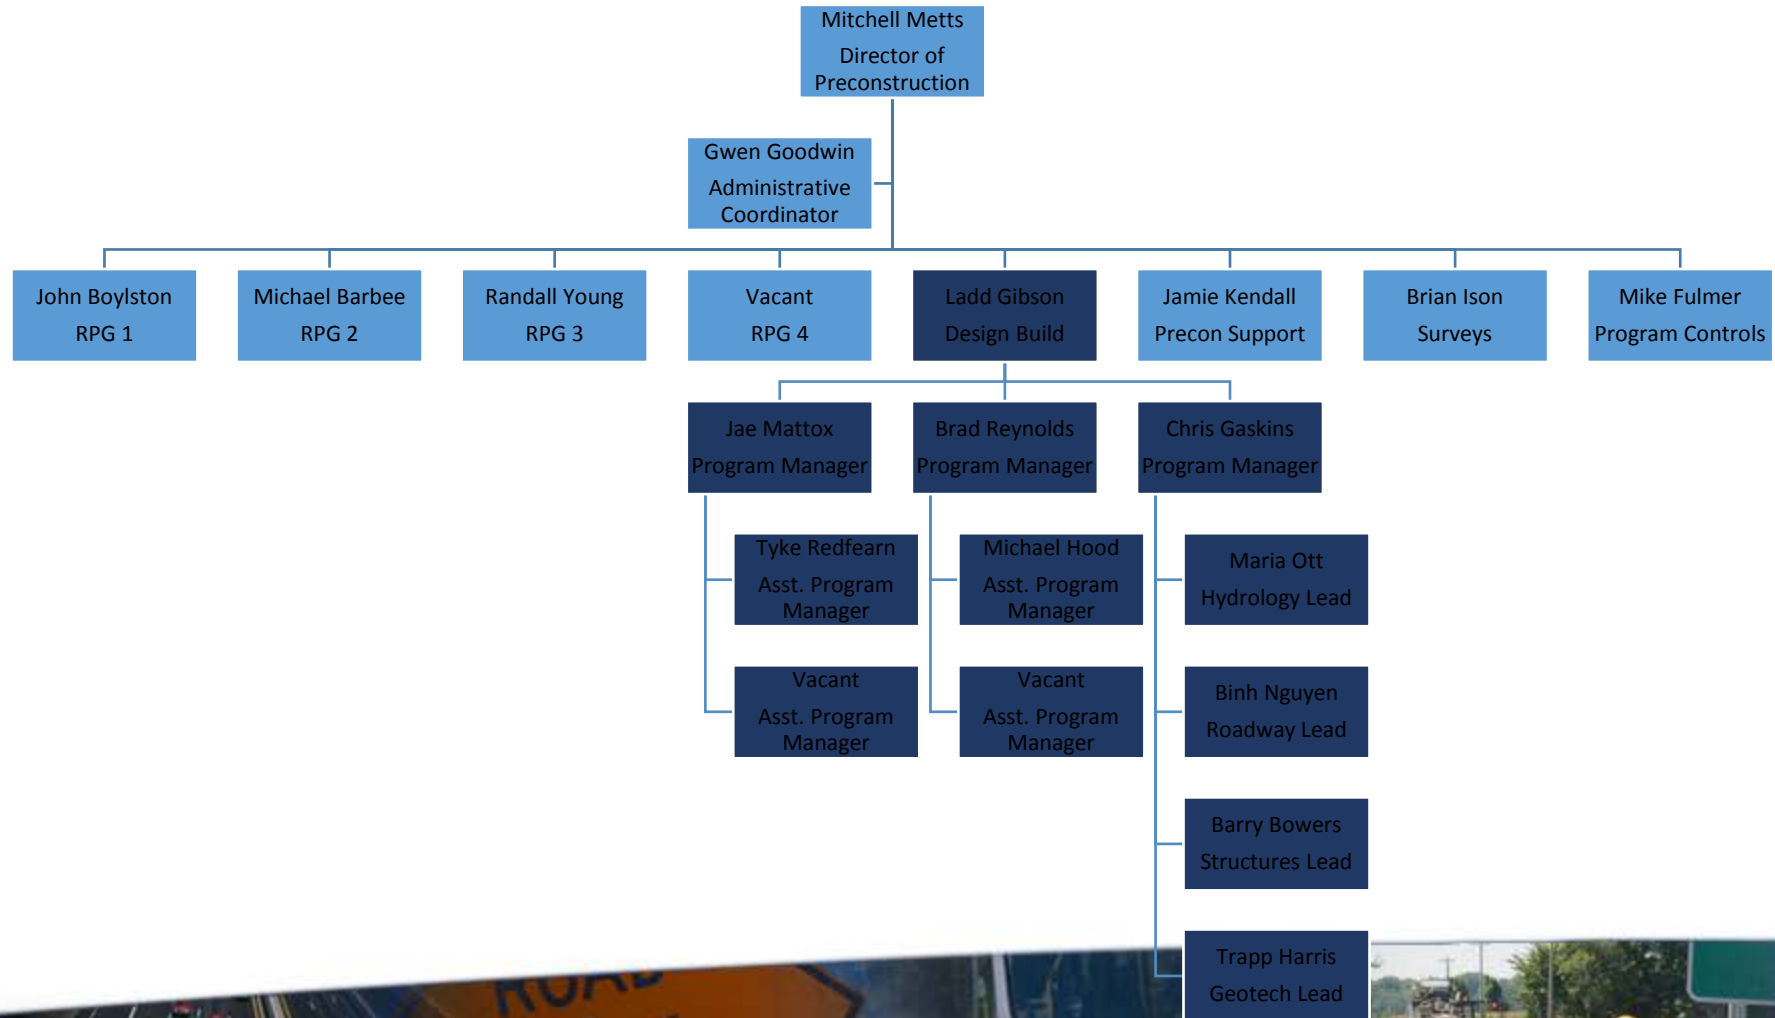 Mitchell Metts
Director of
Preconstruction
Gwen Goodwin
Administrative
Coordinator
John Boylston
RPG 1
Michael Barbee
RPG 2
Randall Young
RPG 3
Vacant
RPG 4
Ladd Gibson
Design Build
Jamie Kendall
Precon Support
Brian Ison
Surveys
Mike Fulmer
Program Controls
Jae Mattox
Program Manager
Brad Reynolds
Program Manager
Chris Gaskins
Program Manager
Tyke Redfearn
Asst. Program
Manager
Michael Hood
Asst. Program
Manager
Maria Ott
Hydrology Lead
Vacant
Asst. Program
Manager
Vacant
Asst. Program
Manager
Binh Nguyen
Roadway Lead
Barry Bowers
Structures Lead
Trapp Harris
Geotech Lead
ROAD